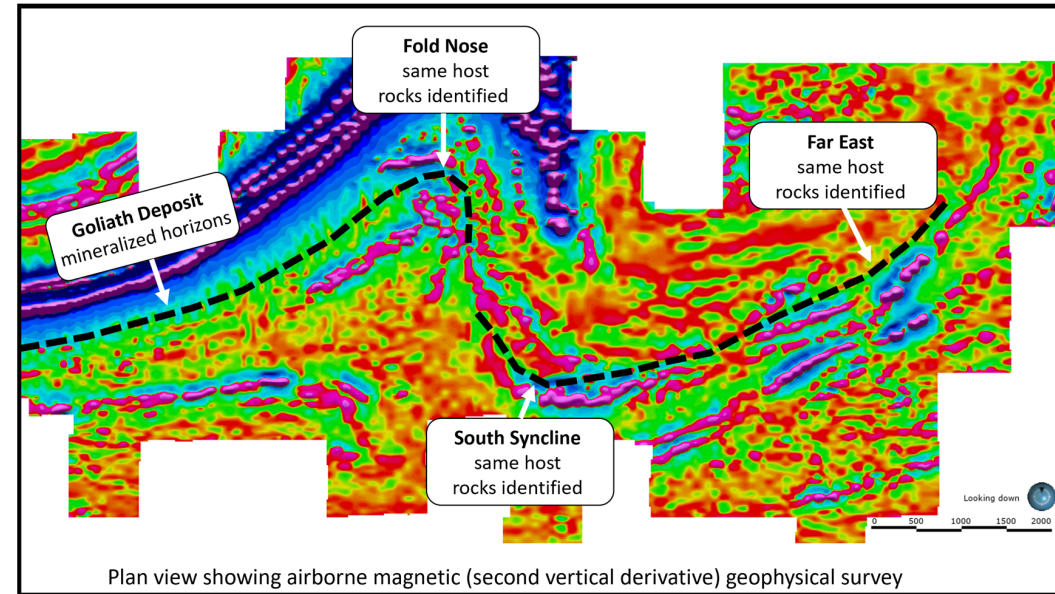 Fold Nose
same host
rocks identified
Far East
same host
rocks identified
Goliath Deposit
mineralized horizons
South Syncline
same host
rocks identified
Looking down
0 500 1000 1500 2000
Plan view showing airborne magnetic (second vertical derivative) geophysical survey